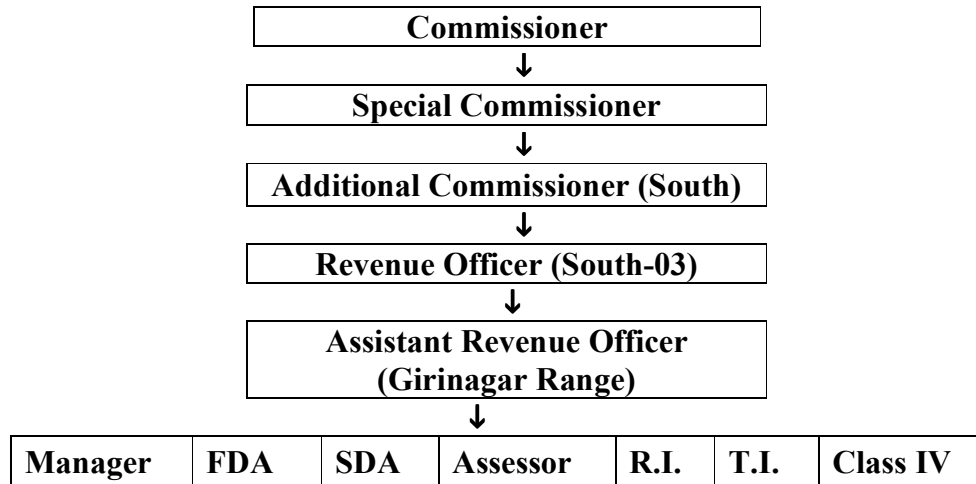 Commissioner
Special Commissioner
Additional Commissioner (South)
Revenue Officer (South-03)
Assistant Revenue Officer
(Girinagar Range)
Manager FDA SDA Assessor R.I. T.I. Class IV